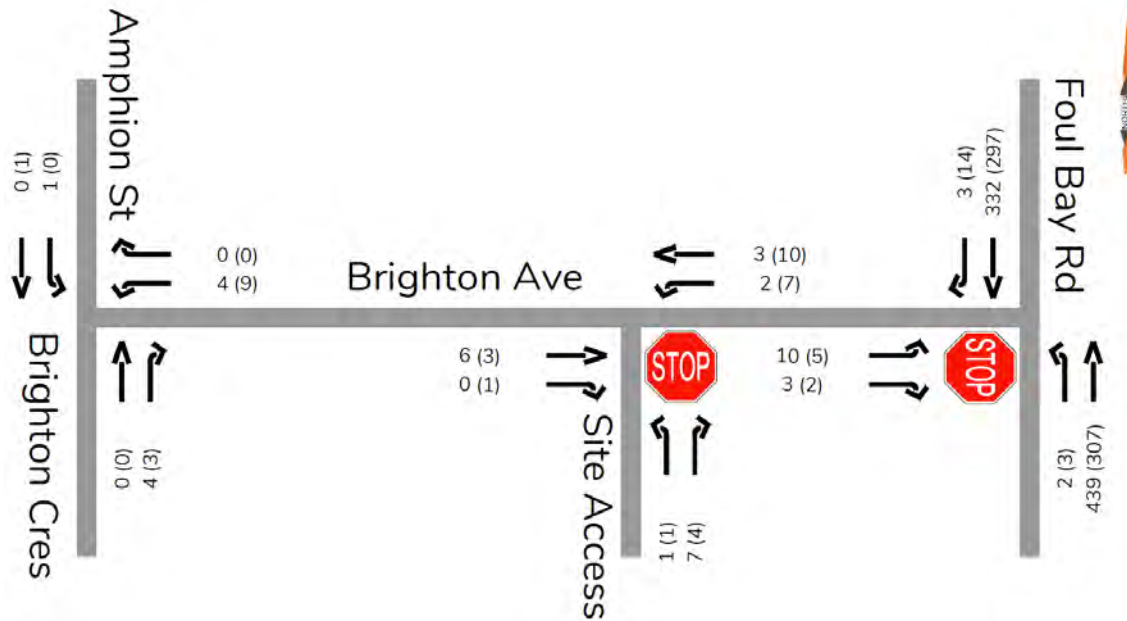 Amphion St
Foul Bay Rd
0 (1)
1 (0)
3 (14)
332 (297)
0 (0)
4 (9)
Brighton Ave
3 (10)
2 (7)
Brighton Cres
6 (3)
0 (1)
STOP
10 (5)
3 (2)
STOP
Site Access
0 (0)
4 (3)
1 (1)
7 (4)
2 (3)
439 (307)